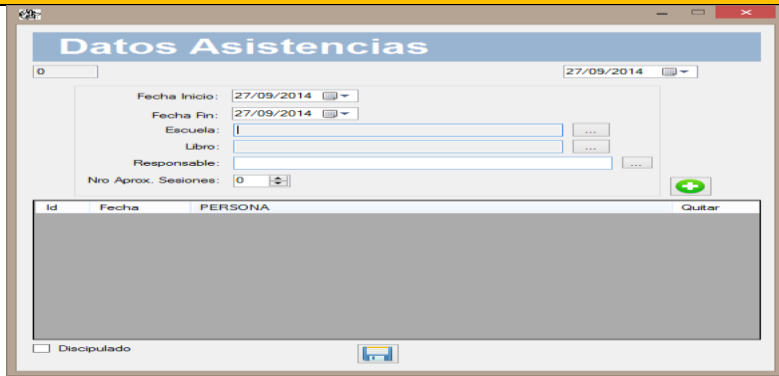 Datos Asistencias
0
27/09/2014
Fecha Inicio: 27/09/2014
Fecha Fin: 27/09/2014
Escuela: ...
Libro: ...
Responsable: ...
Nro Aprox. Sesiones: 0
Id Fecha PERSONA Quitar
Discipulado